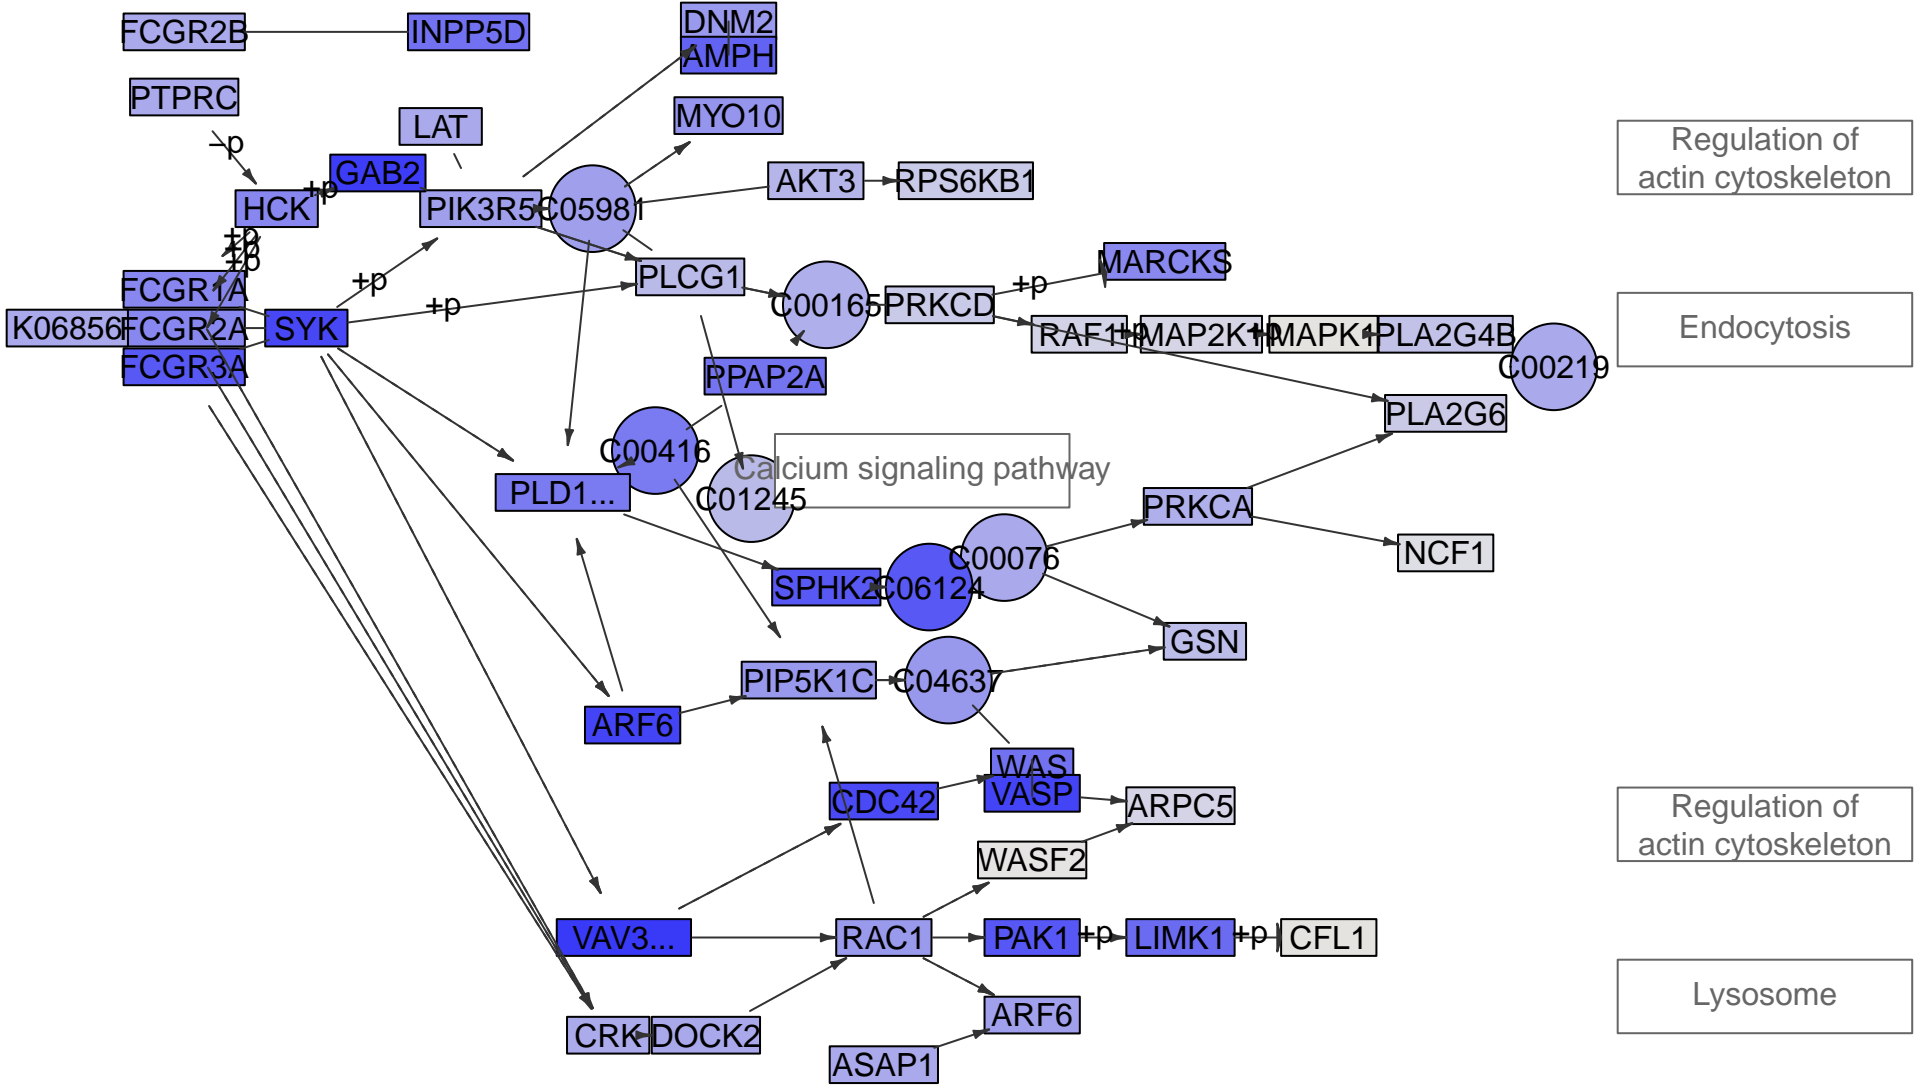 FCGR2B
INPP5D
DNM2
AMPH
PTPRC
LAT
MYO10
Regulation of
actin cytoskeleton
–p
GAB2
+p
HCK
PIK3R5
C05981
AKT3
RPS6KB1
+p
+p
+p
FCGR1A
+p
PLCG1
MARCKS
+p
+p
C00165
PRKCD
K06856
FCGR2A
SYK
RAF1
+p
MAP2K1
+p
MAPK1
PLA2G4B
Endocytosis
FCGR3A
PPAP2A
C00219
PLA2G6
C00416
Calcium signaling pathway
PLD1...
C01245
PRKCA
NCF1
C00076
SPHK2
C06124
GSN
PIP5K1C
C04637
ARF6
WAS
VASP
CDC42
ARPC5
Regulation of
actin cytoskeleton
WASF2
VAV3...
RAC1
PAK1
+p
LIMK1
+p
CFL1
Lysosome
ARF6
CRK
DOCK2
ASAP1